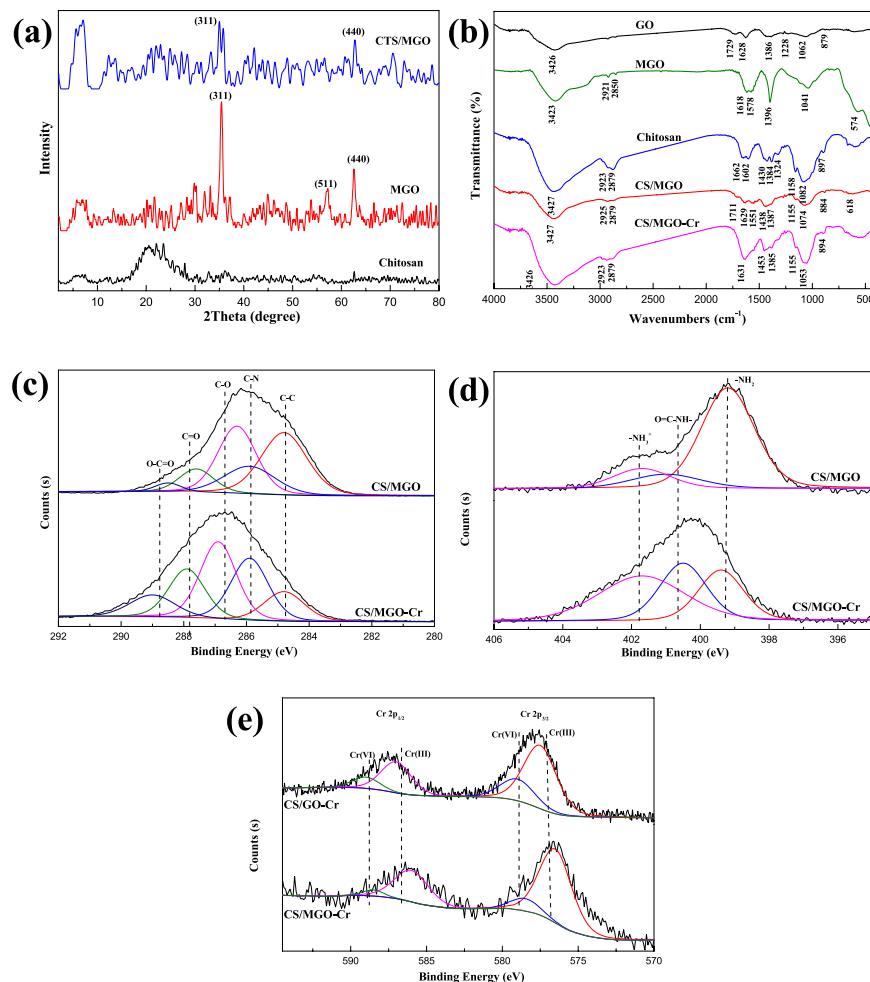 (a)
(311)
(440)
CTS/MGO
(311)
(511)
(440)
MGO
Chitosan
Intensity
10 20 30 40 50 60 70 80
2Theta (degree)
(b)
GO
3426 1729 1628 1386 1228 1062 879
MGO
3423 2921 2850 1618 1578 1396 1041 574
Chitosan
3427 2923 2879 1662 1602 1430 1384 1324 1158 1082 897
CS/MGO
3427 2925 2879 1711 1629 1551 1438 1387 1155 1074 884 618
CS/MGO-Cr
3426 2923 2879 1631 1453 1385 1155 1053 894
Transmittance (%)
4000 3500 3000 2500 2000 1500 1000 500
Wavenumbers (cm⁻¹)
(c)
O-C=O C=O C-O C-N C-C
CS/MGO
CS/MGO-Cr
Counts (s)
292 290 288 286 284 282 280
Binding Energy (eV)
(d)
-NH₃⁺ O=C-NH- -NH₂
CS/MGO
CS/MGO-Cr
Counts (s)
406 404 402 400 398 396
Binding Energy (eV)
(e)
Cr 2p₁/₂ Cr 2p₃/₂
Cr(VI) Cr(III) Cr(VI) Cr(III)
CS/GO-Cr
CS/MGO-Cr
Counts (s)
590 585 580 575 570
Binding Energy (eV)